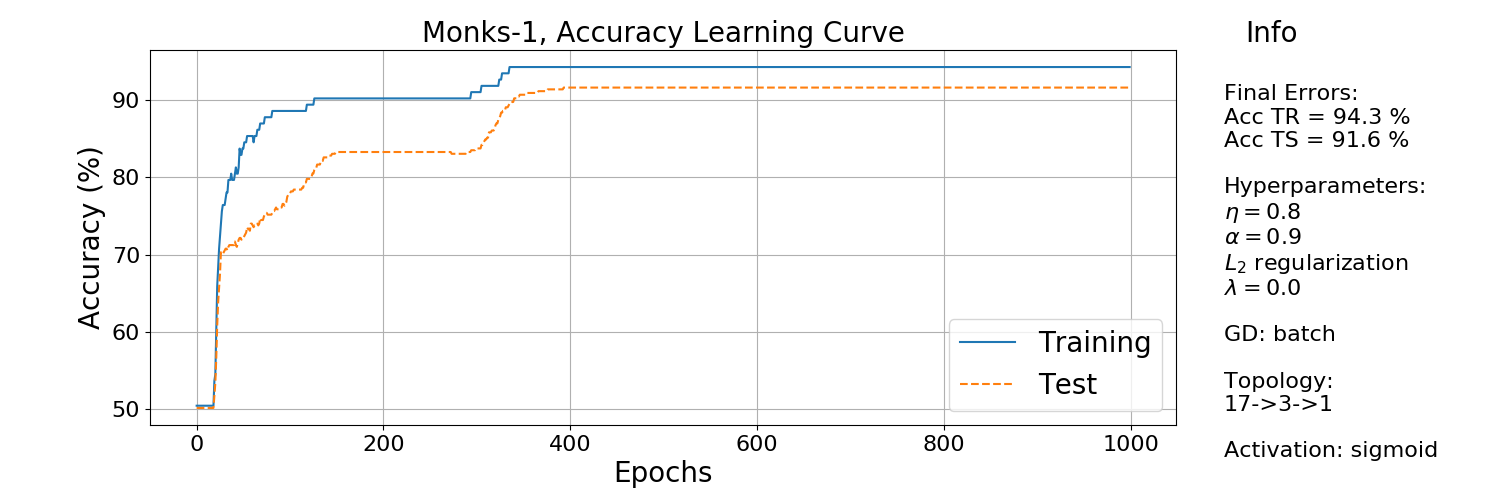 Monks-1, Accuracy Learning Curve
Info
Accuracy (%)
90
80
70
60
50
0
200
400
600
800
1000
Epochs
Training
Test
Final Errors:
Acc TR = 94.3 %
Acc TS = 91.6 %
Hyperparameters:
η = 0.8
α = 0.9
L₂ regularization
λ = 0.0
GD: batch
Topology:
17->3->1
Activation: sigmoid